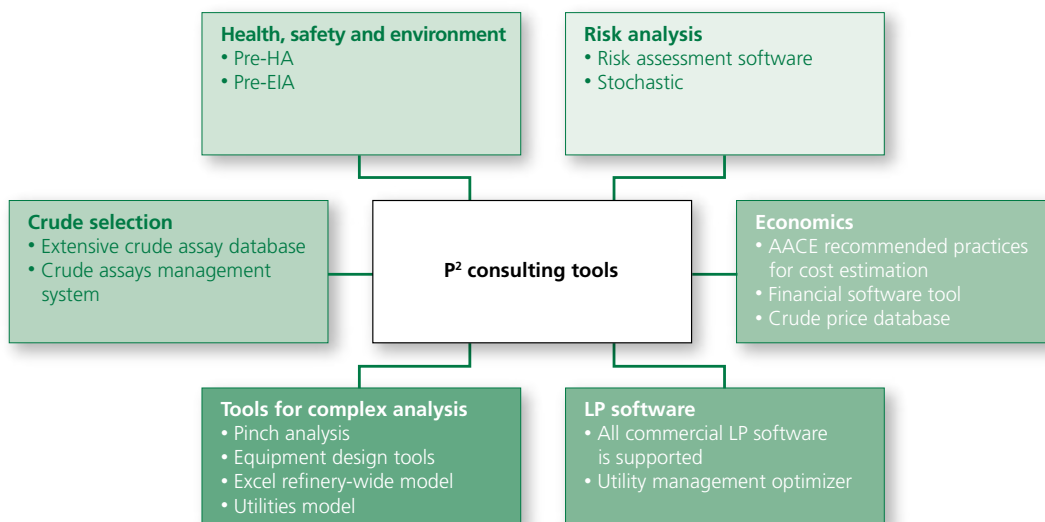 Health, safety and environment
• Pre-HA
• Pre-EIA
Risk analysis
• Risk assessment software
• Stochastic
Crude selection
• Extensive crude assay database
• Crude assays management
system
P² consulting tools
Economics
• AACE recommended practices
for cost estimation
• Financial software tool
• Crude price database
Tools for complex analysis
• Pinch analysis
• Equipment design tools
• Excel refinery-wide model
• Utilities model
LP software
• All commercial LP software
is supported
• Utility management optimizer